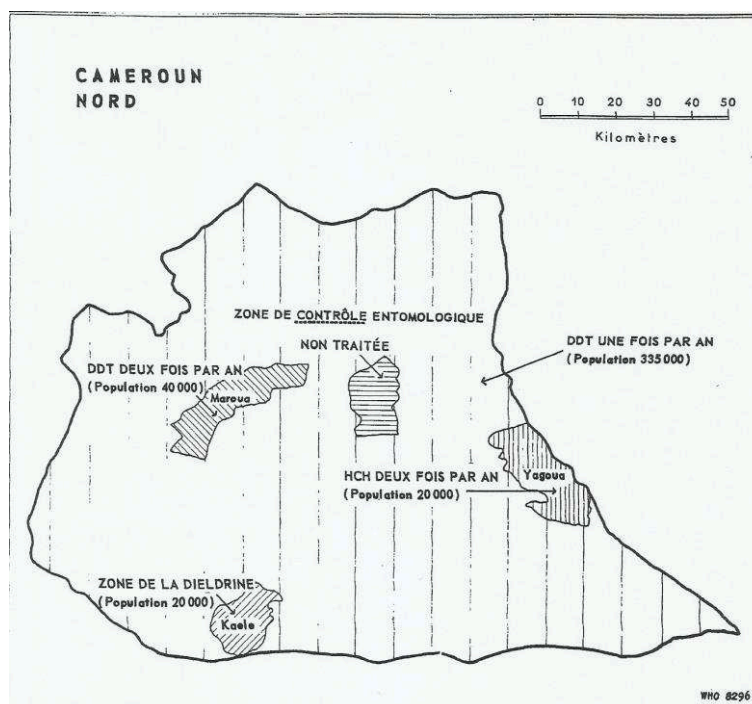 CAMEROUN
NORD
0 10 20 30 40 50
Kilomètres
ZONE DE CONTRÔLE ENTOMOLOGIQUE
NON TRAITÉE
DDT UNE FOIS PAR AN
(Population 335 000)
DDT DEUX FOIS PAR AN
(Population 40 000)
Maroua
HCH DEUX FOIS PAR AN
(Population 20 000)
Yagoua
ZONE DE LA DIELDRINE
(Population 20 000)
Kaele
WHO 8296